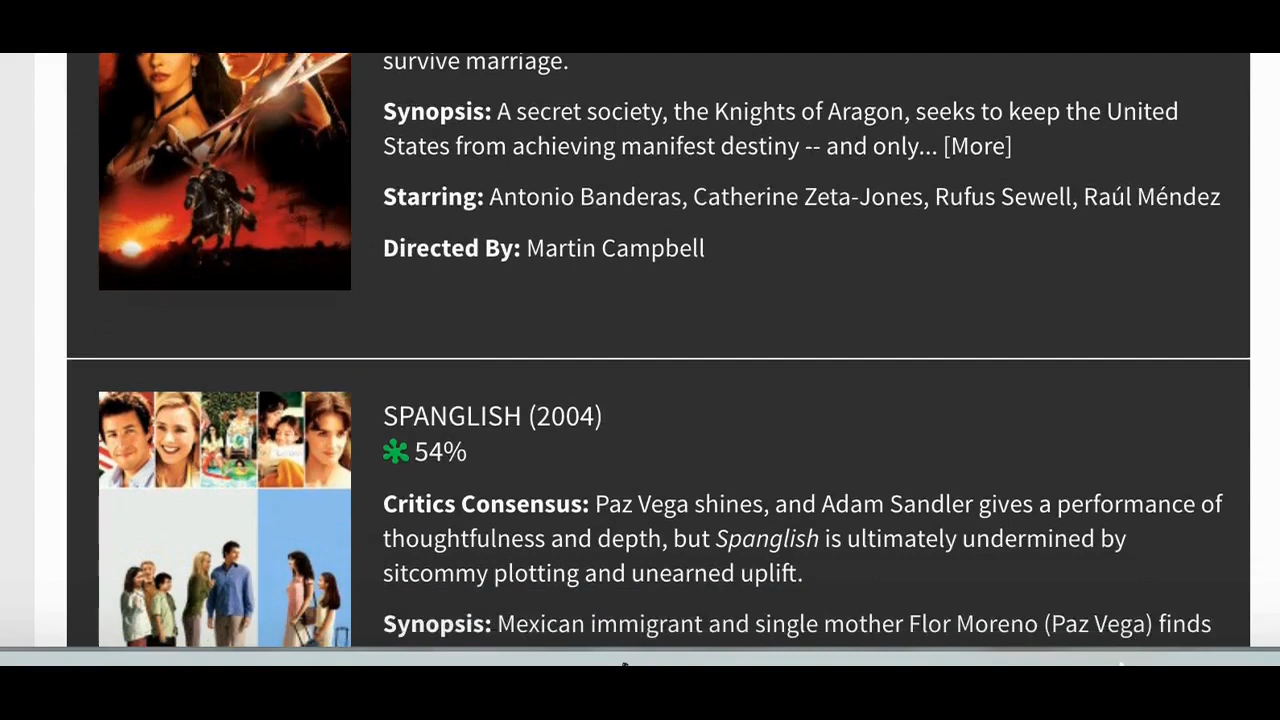 survive marriage.
Synopsis: A secret society, the Knights of Aragon, seeks to keep the United
States from achieving manifest destiny -- and only... [More]
Starring: Antonio Banderas, Catherine Zeta-Jones, Rufus Sewell, Raúl Méndez
Directed By: Martin Campbell
SPANGLISH (2004)
54%
Critics Consensus: Paz Vega shines, and Adam Sandler gives a performance of
thoughtfulness and depth, but Spanglish is ultimately undermined by
sitcommy plotting and unearned uplift.
Synopsis: Mexican immigrant and single mother Flor Moreno (Paz Vega) finds